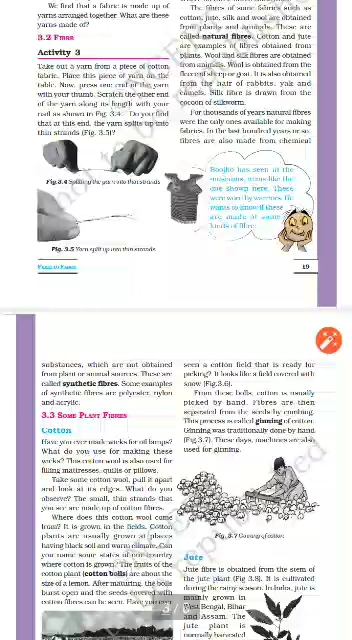 We find that a fabric is made up of
yarns arranged together. What are these
yarns made of?
3.2 FIBRE
Activity 3
Take out a yarn from a piece of cotton
fabric. Place this piece of yarn on the
table. Now, press one end of the yarn
with your thumb. Scratch the other end
of the yarn along its length with your
nail as shown in Fig. 3.4. Do you find
that at this end, the yarn splits up into
thin strands (Fig. 3.5)?
Fig.3.4 Splitting the yarn into thin strands
Fig. 3.5 Yarn split up into thin strands
The fibres of some fabrics such as
cotton, jute, silk and wool are obtained
from plants and animals. These are
called natural fibres. Cotton and jute
are examples of fibres obtained from
plants. Wool and silk fibres are obtained
from animals. Wool is obtained from the
fleece of sheep or goat. It is also obtained
from the hair of rabbits, yak and
camels. Silk fibre is drawn from the
cocoon of silkworm.
For thousands of years natural fibres
were the only ones available for making
fabrics. In the last hundred years or so,
fibres are also made from chemical
Boojho has seen in the
museums, items like the
one shown here. These
were worn by warriors. He
wants to know if these
are made of some
kinds of fibre.
FIBRE TO FABRIC
19
substances, which are not obtained
from plant or animal sources. These are
called synthetic fibres. Some examples
of synthetic fibres are polyester, nylon
and acrylic.
3.3 SOME PLANT FIBRES
Cotton
Have you ever made wicks for oil lamps?
What do you use for making these
wicks? This cotton wool is also used for
filling mattresses, quilts or pillows.
Take some cotton wool, pull it apart
and look at its edges. What do you
observe? The small, thin strands that
you see are made up of cotton fibres.
Where does this cotton wool come
from? It is grown in the fields. Cotton
plants are usually grown at places
having black soil and warm climate. Can
you name some states of our country
where cotton is grown? The fruits of the
cotton plant (cotton bolls) are about the
size of a lemon. After maturing, the bolls
burst open and the seeds covered with
cotton fibres can be seen. Have you ever
seen a cotton field that is ready for
picking? It looks like a field covered with
snow (Fig.3.6).
From these bolls, cotton is usually
picked by hand. Fibres are then
separated from the seeds by combing.
This process is called ginning of cotton.
Ginning was traditionally done by hand
(Fig.3.7). These days, machines are also
used for ginning.
Fig. 3.7 Ginning of cotton
Jute
Jute fibre is obtained from the stem of
the jute plant (Fig 3.8). It is cultivated
during the rainy season. In India, jute is
mainly grown in
West Bengal, Bihar
and Assam. The
jute plant is
normally harvested